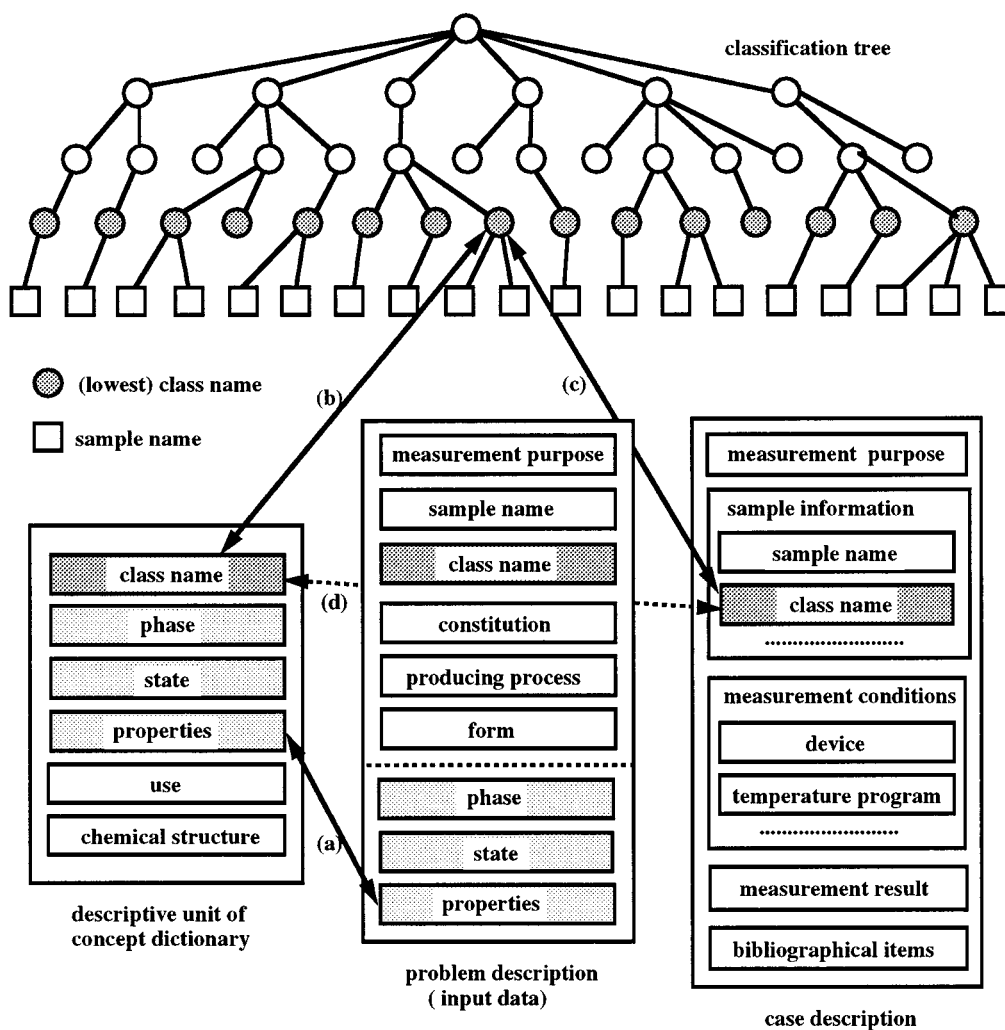 classification tree
(lowest) class name
sample name
(b)
(c)
(d)
(a)
class name
phase
state
properties
use
chemical structure
descriptive unit of
concept dictionary
measurement purpose
sample name
class name
constitution
producing process
form
phase
state
properties
problem description
( input data)
measurement purpose
sample information
sample name
class name
........................
measurement conditions
device
temperature program
........................
measurement result
bibliographical items
case description